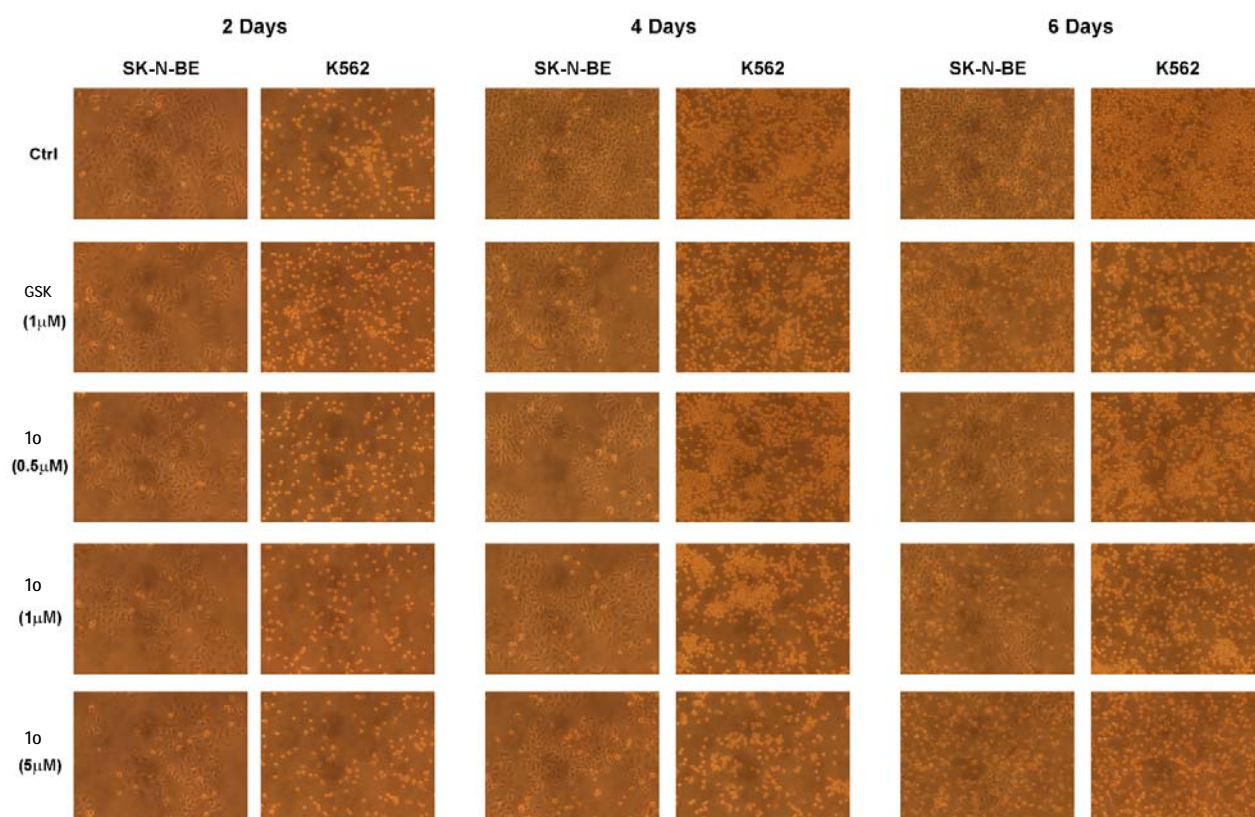 2 Days
4 Days
6 Days
SK-N-BE
K562
SK-N-BE
K562
SK-N-BE
K562
Ctrl
GSK
(1μM)
1o
(0.5μM)
1o
(1μM)
1o
(5μM)